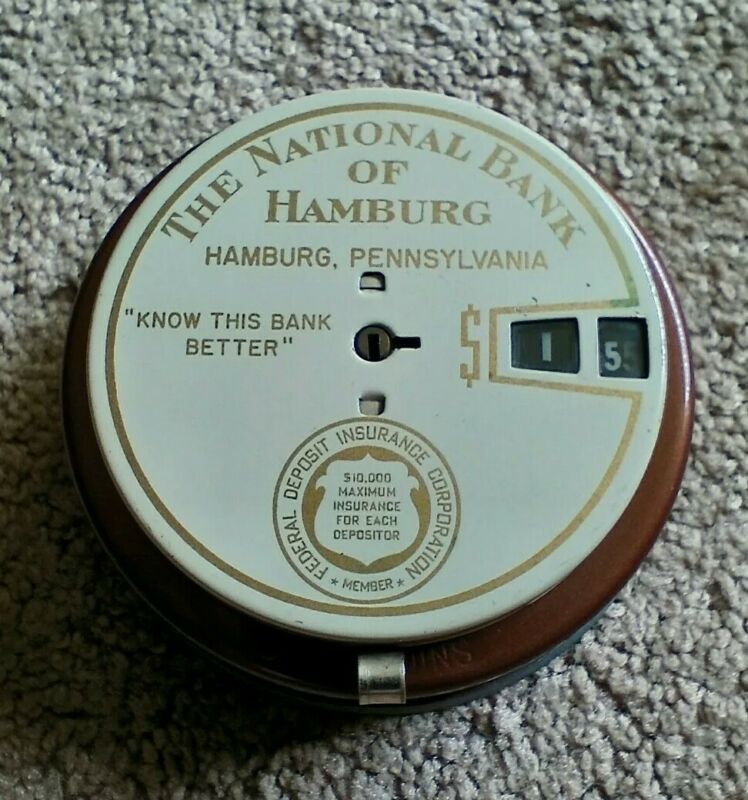 THE NATIONAL BANK
OF
HAMBURG
HAMBURG, PENNSYLVANIA
"KNOW THIS BANK
BETTER"
$ 1 5
FEDERAL DEPOSIT INSURANCE CORPORATION
$10,000
MAXIMUM
INSURANCE
FOR EACH
DEPOSITOR
* MEMBER *